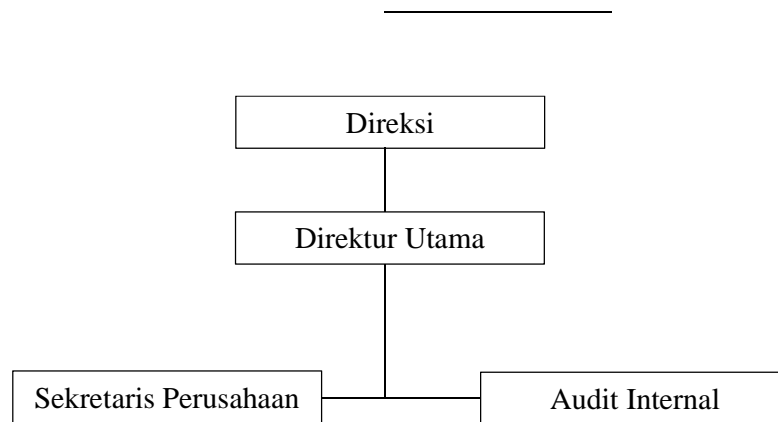 Direksi
Direktur Utama
Sekretaris Perusahaan
Audit Internal